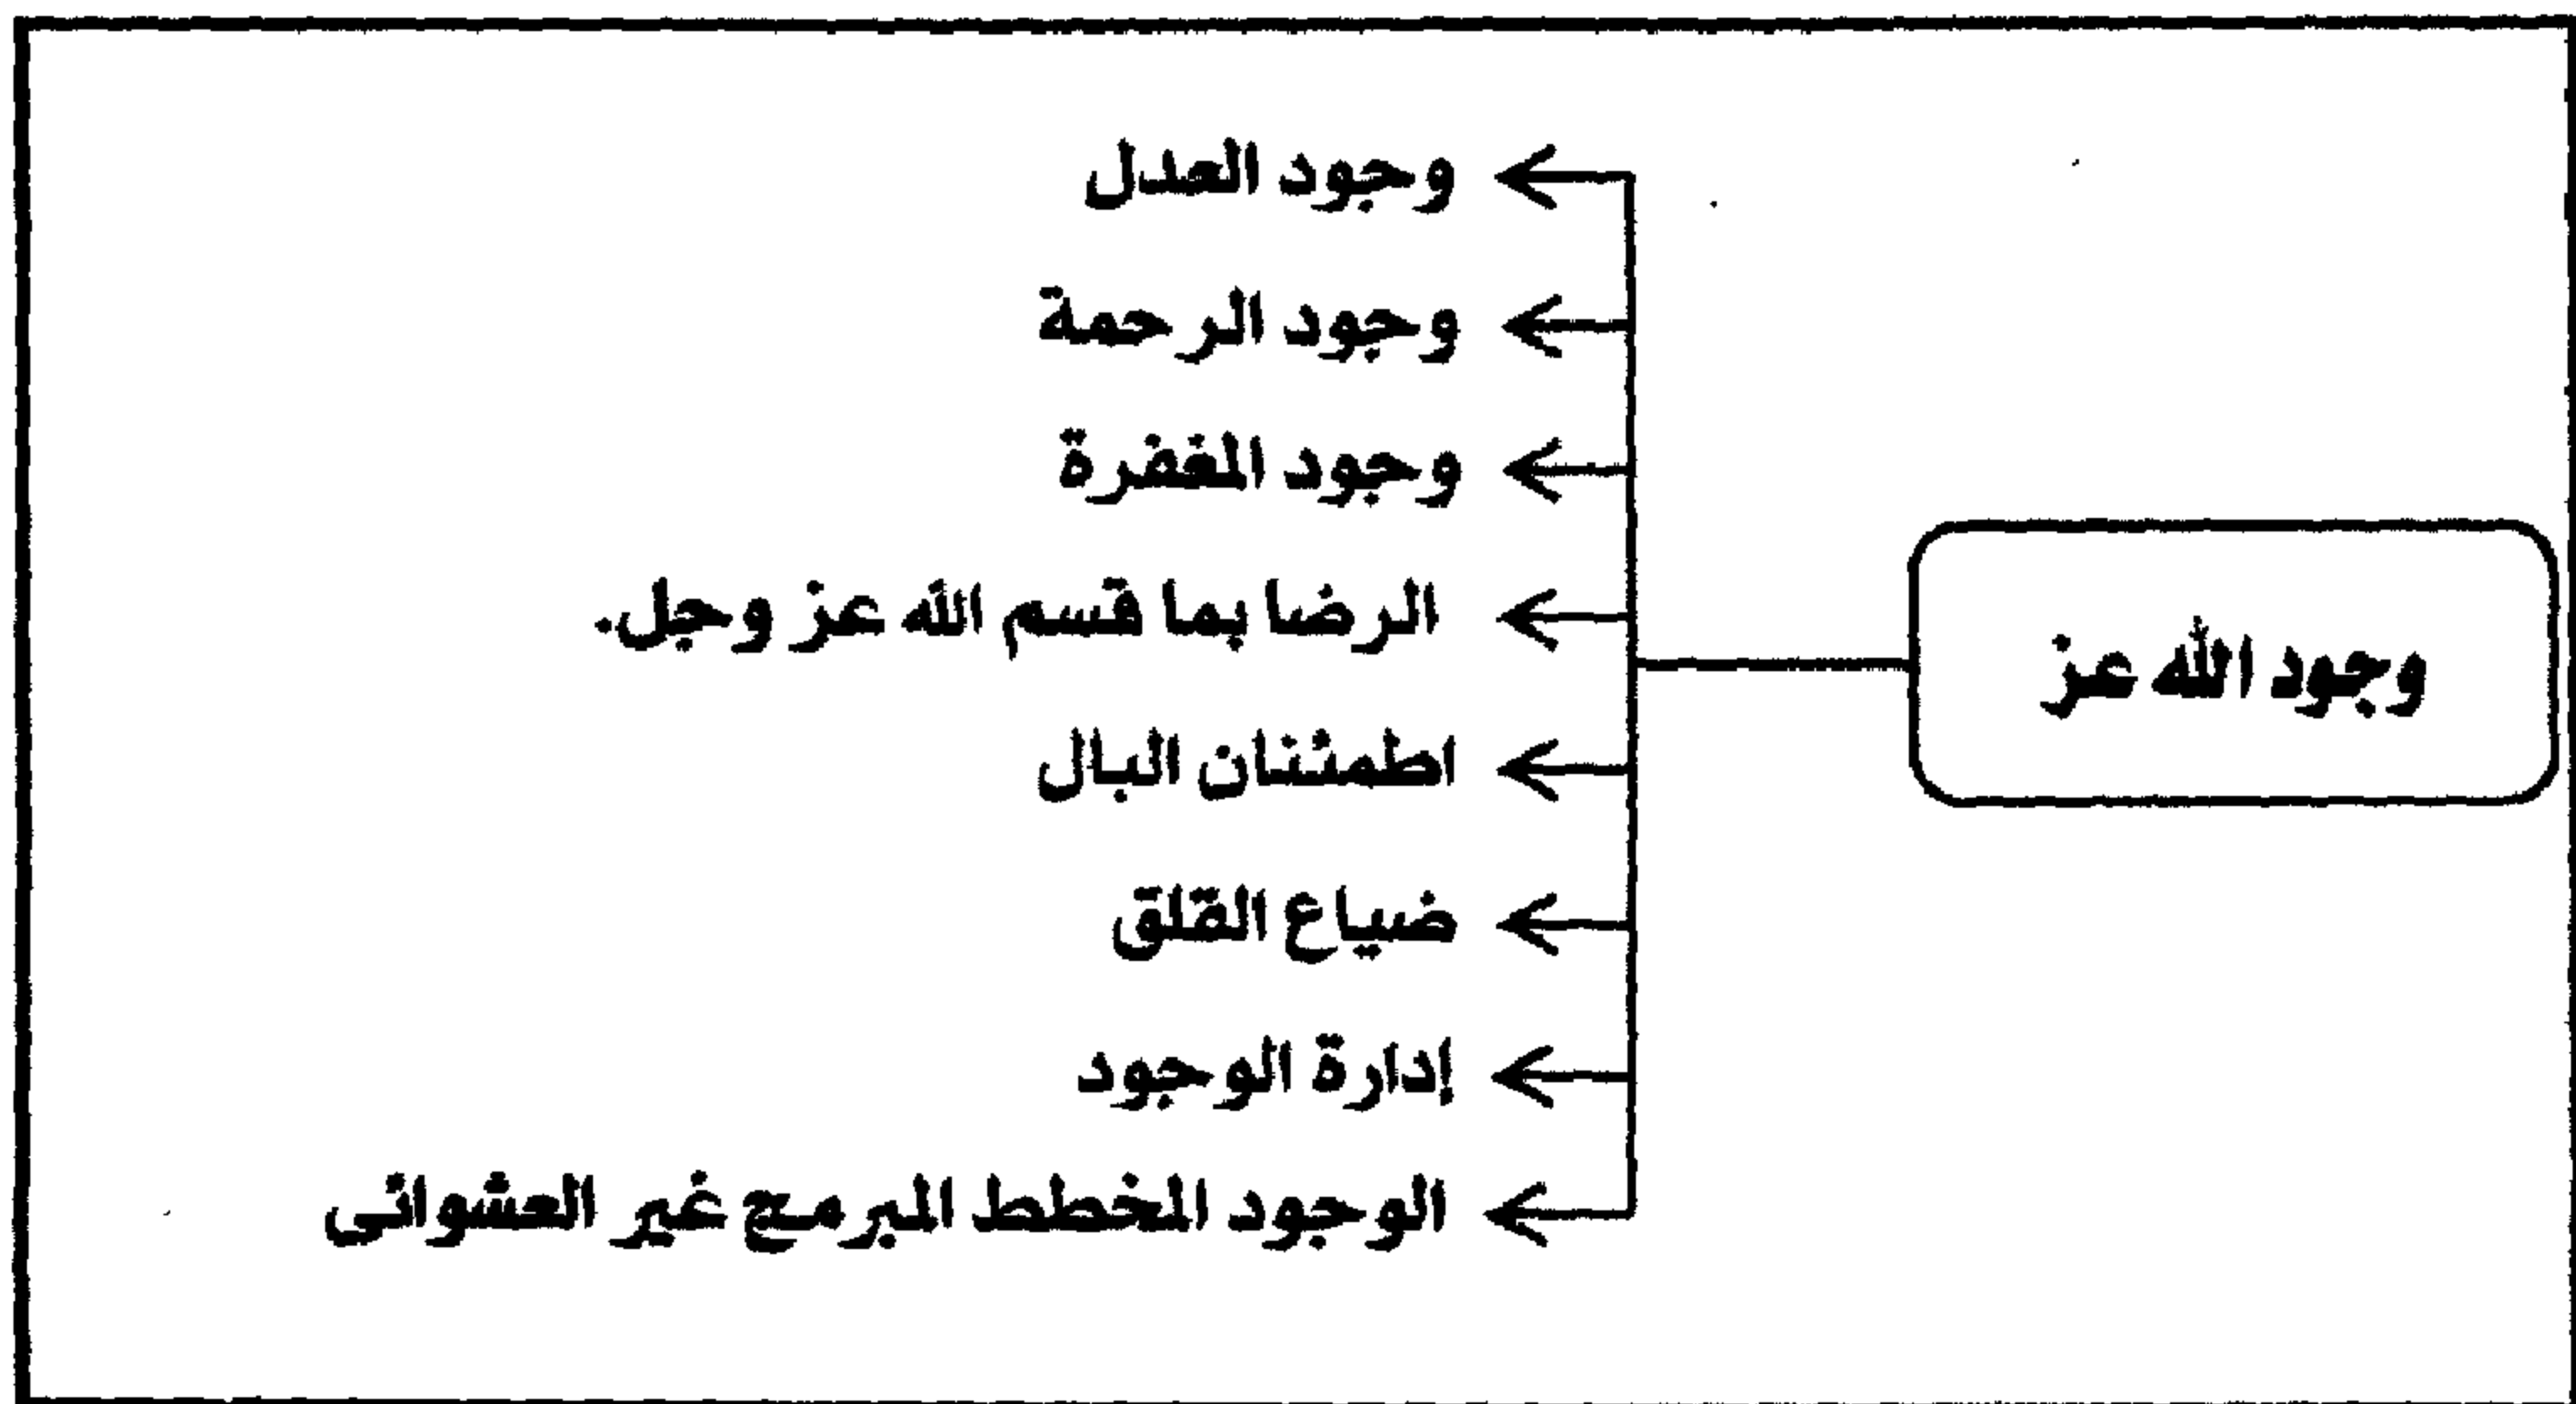 وجود الله عز
وجود العدل
وجود الرحمة
وجود المغفرة
الرضا بما قسم الله عز وجل.
اطمئنان البال
ضياع القلق
إدارة الوجود
الوجود المخطط المبرمج غير العشوائى